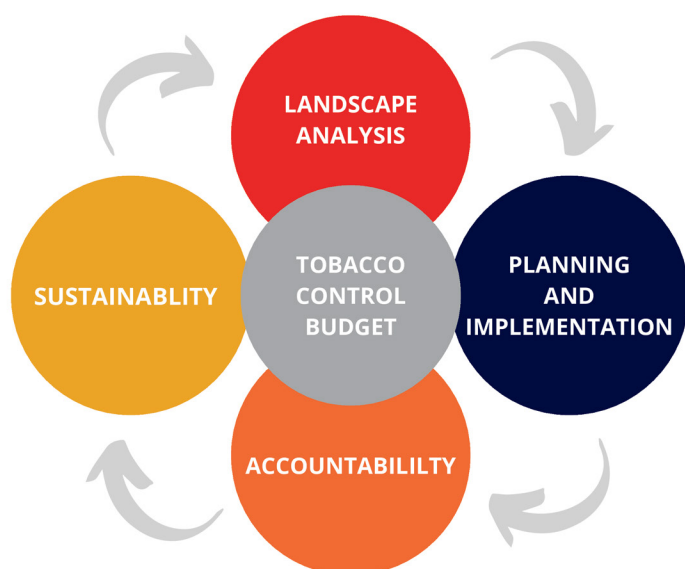 LANDSCAPE
ANALYSIS
PLANNING
AND
IMPLEMENTATION
ACCOUNTABILILTY
SUSTAINABLITY
TOBACCO
CONTROL
BUDGET